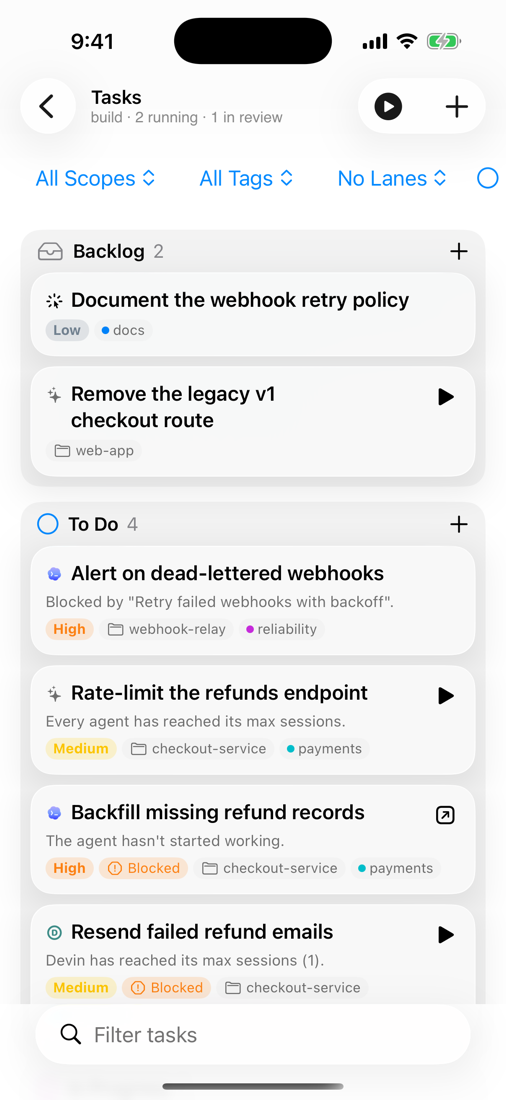 9:41
Tasks
build · 2 running · 1 in review
All Scopes
All Tags
No Lanes
Backlog 2
Document the webhook retry policy
Low
docs
Remove the legacy v1
checkout route
web-app
To Do 4
Alert on dead-lettered webhooks
Blocked by "Retry failed webhooks with backoff".
High
webhook-relay
reliability
Rate-limit the refunds endpoint
Every agent has reached its max sessions.
Medium
checkout-service
payments
Backfill missing refund records
The agent hasn't started working.
High
Blocked
checkout-service
payments
Resend failed refund emails
Devin has reached its max sessions (1).
Medium
Blocked
checkout-service
Filter tasks